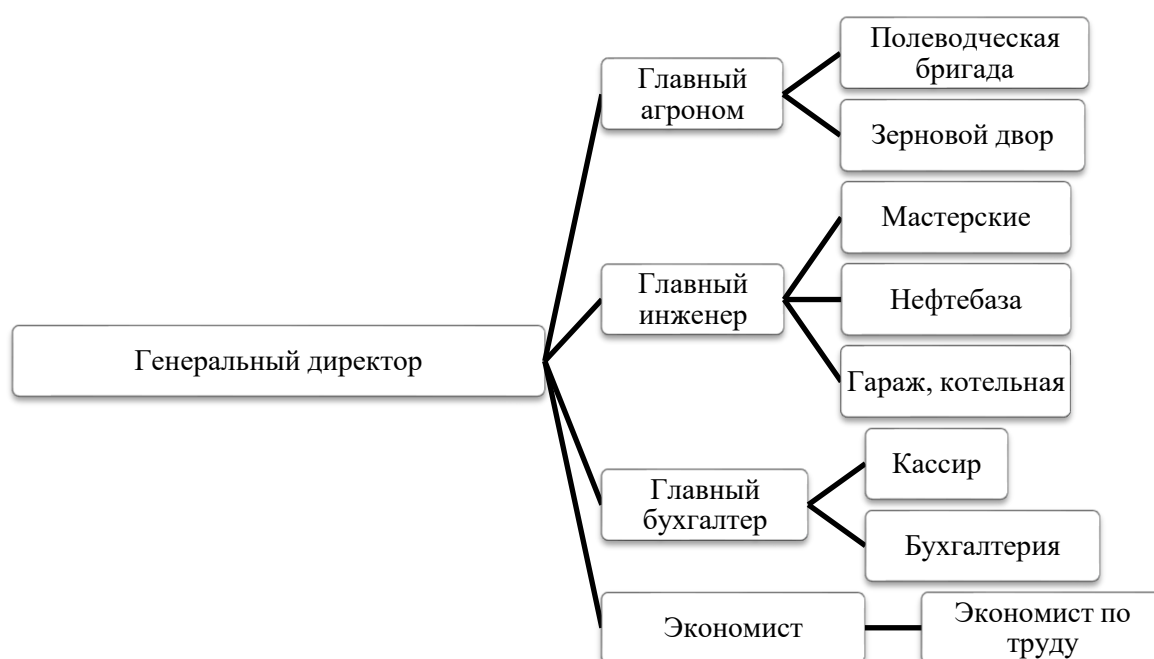 Генеральный директор
Главный
агроном
Полеводческая
бригада
Зерновой двор
Главный
инженер
Мастерские
Нефтебаза
Гараж, котельная
Главный
бухгалтер
Кассир
Бухгалтерия
Экономист
Экономист по
труду